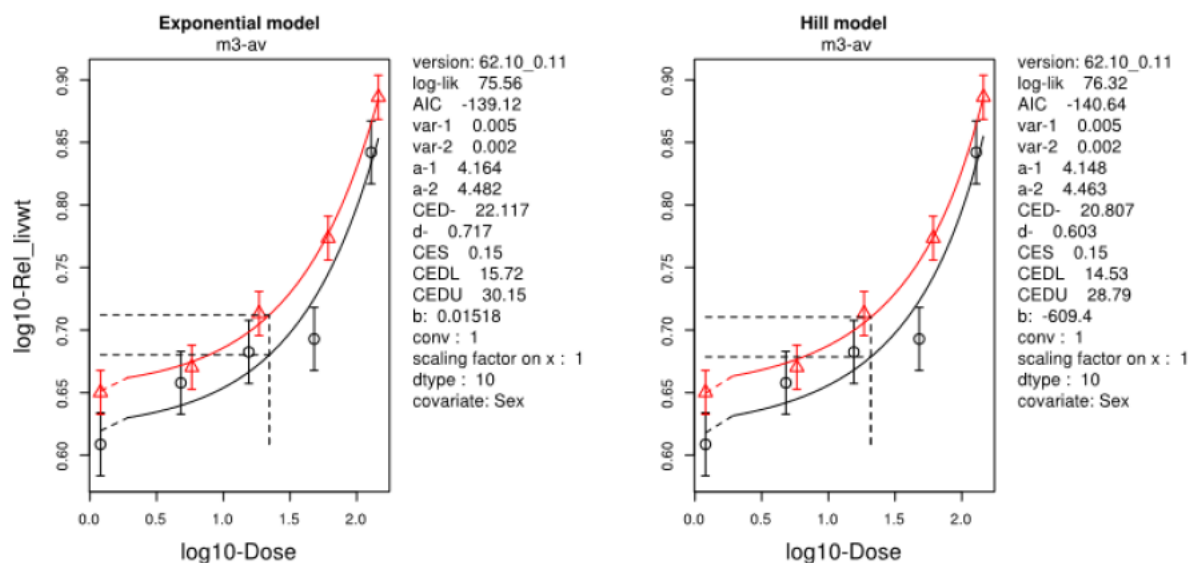 Exponential model
m3-av
version: 62.10_0.11
log-lik 75.56
AIC -139.12
var-1 0.005
var-2 0.002
a-1 4.164
a-2 4.482
CED- 22.117
d- 0.717
CES 0.15
CEDL 15.72
CEDU 30.15
b: 0.01518
conv : 1
scaling factor on x : 1
dtype : 10
covariate: Sex
log10-Rel_livwt
0.90
0.85
0.80
0.75
0.70
0.65
0.60
0.0 0.5 1.0 1.5 2.0
log10-Dose
Hill model
m3-av
version: 62.10_0.11
log-lik 76.32
AIC -140.64
var-1 0.005
var-2 0.002
a-1 4.148
a-2 4.463
CED- 20.807
d- 0.603
CES 0.15
CEDL 14.53
CEDU 28.79
b: -609.4
conv : 1
scaling factor on x : 1
dtype : 10
covariate: Sex
0.90
0.85
0.80
0.75
0.70
0.65
0.60
0.0 0.5 1.0 1.5 2.0
log10-Dose